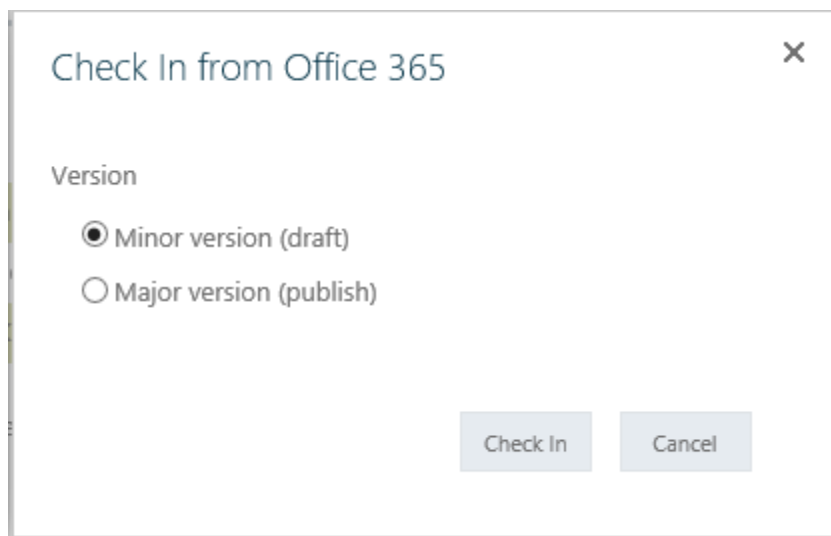 Check In from Office 365
Version
Minor version (draft)
Major version (publish)
Check In Cancel